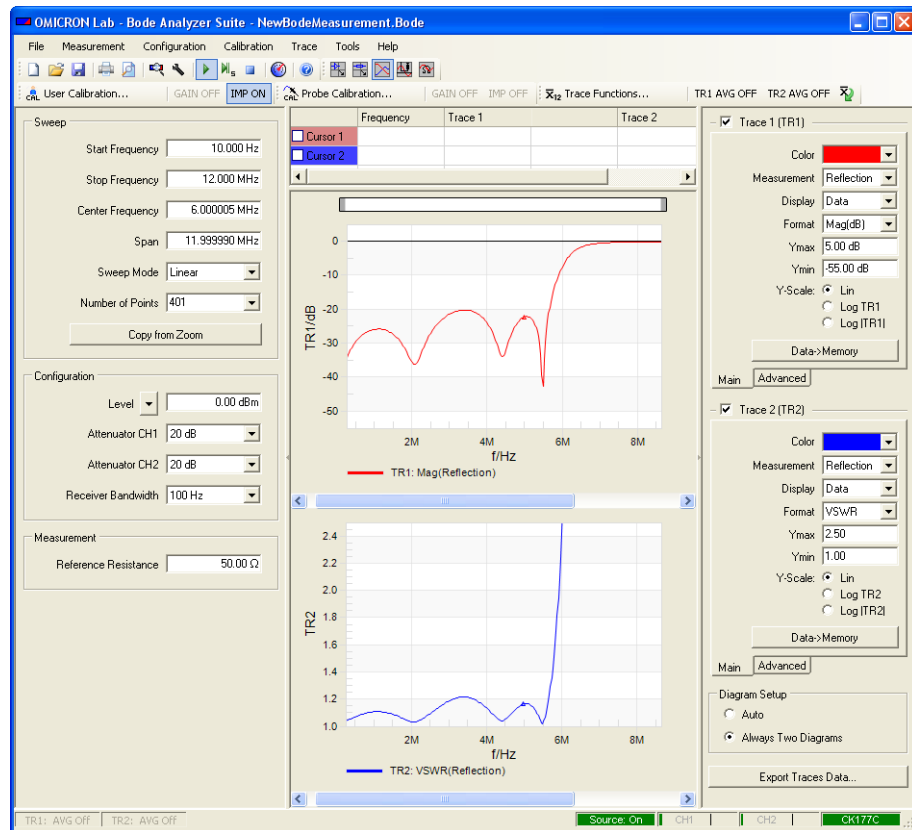 OMICRON Lab - Bode Analyzer Suite - NewBodeMeasurement.Bode
File Measurement Configuration Calibration Trace Tools Help
CAL User Calibration... GAIN OFF IMP ON CAL Probe Calibration... GAIN OFF IMP OFF X12 Trace Functions... TR1 AVG OFF TR2 AVG OFF
Sweep
Start Frequency 10.000 Hz
Stop Frequency 12.000 MHz
Center Frequency 6.000005 MHz
Span 11.999990 MHz
Sweep Mode Linear
Number of Points 401
Copy from Zoom
Configuration
Level 0.00 dBm
Attenuator CH1 20 dB
Attenuator CH2 20 dB
Receiver Bandwidth 100 Hz
Measurement
Reference Resistance 50.00 Ω
Frequency Trace 1 Trace 2
Cursor 1
Cursor 2
TR1/dB
0
-10
-20
-30
-40
-50
2M 4M 6M 8M
f/Hz
TR1: Mag(Reflection)
TR2
2.4
2.2
2.0
1.8
1.6
1.4
1.2
1.0
2M 4M 6M 8M
f/Hz
TR2: VSWR(Reflection)
Trace 1 (TR1)
Color
Measurement Reflection
Display Data
Format Mag(dB)
Ymax 5.00 dB
Ymin -55.00 dB
Y-Scale: Lin
Log TR1
Log |TR1|
Data->Memory
Main Advanced
Trace 2 (TR2)
Color
Measurement Reflection
Display Data
Format VSWR
Ymax 2.50
Ymin 1.00
Y-Scale: Lin
Log TR2
Log |TR2|
Data->Memory
Main Advanced
Diagram Setup
Auto
Always Two Diagrams
Export Traces Data...
TR1: AVG Off TR2: AVG Off Source: On CH1 CH2 CK177C